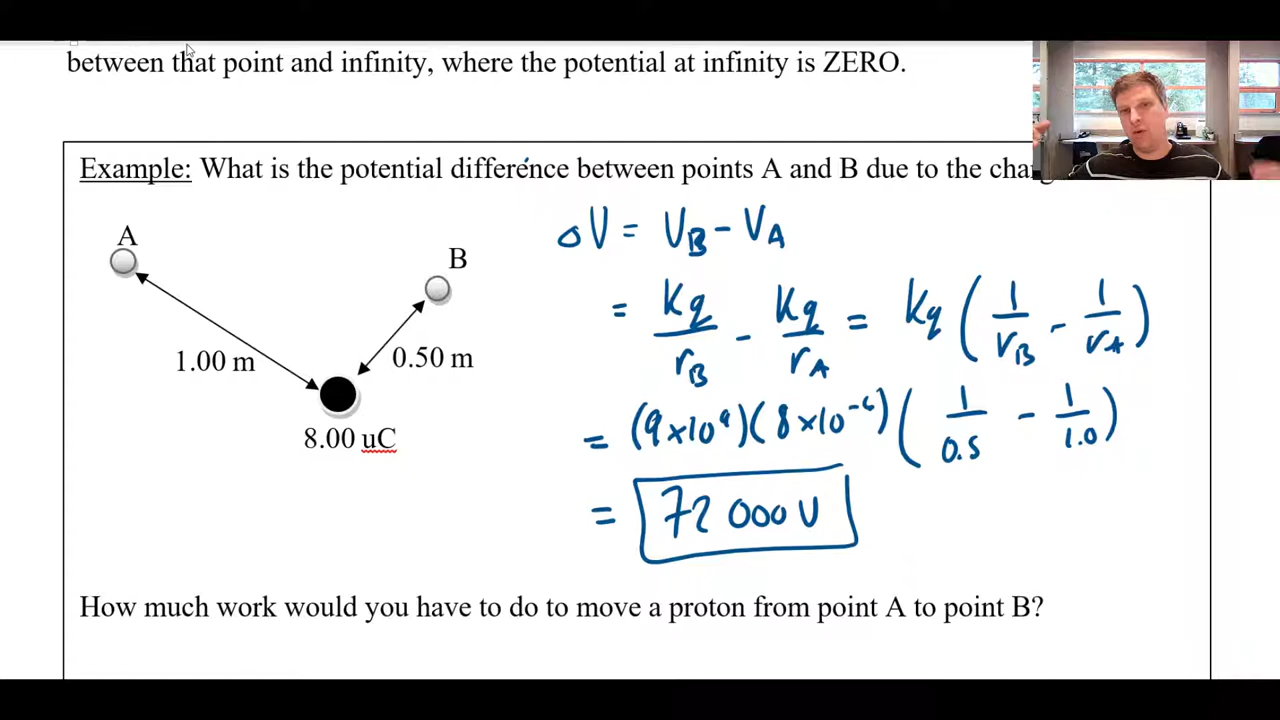 between that point and infinity, where the potential at infinity is ZERO.
Example: What is the potential difference between points A and B due to the
A
B
1.00 m
0.50 m
8.00 uC
ΔV = V_B - V_A
= kq/r_B - kq/r_A = kq (1/r_B - 1/r_A)
= (9×10⁹)(8×10⁻⁶)(1/0.5 - 1/1.0)
= 72 000 V
How much work would you have to do to move a proton from point A to point B?